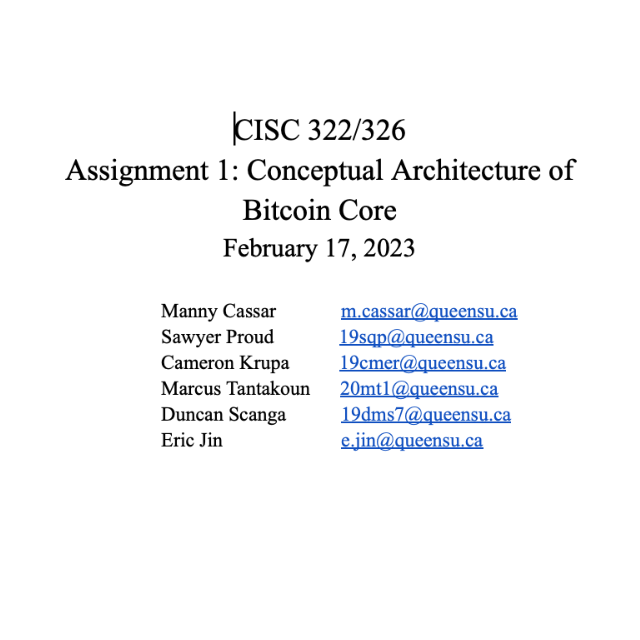 CISC 322/326
Assignment 1: Conceptual Architecture of
Bitcoin Core
February 17, 2023
Manny Cassar m.cassar@queensu.ca
Sawyer Proud 19sqp@queensu.ca
Cameron Krupa 19cmer@queensu.ca
Marcus Tantakoun 20mt1@queensu.ca
Duncan Scanga 19dms7@queensu.ca
Eric Jin e.jin@queensu.ca